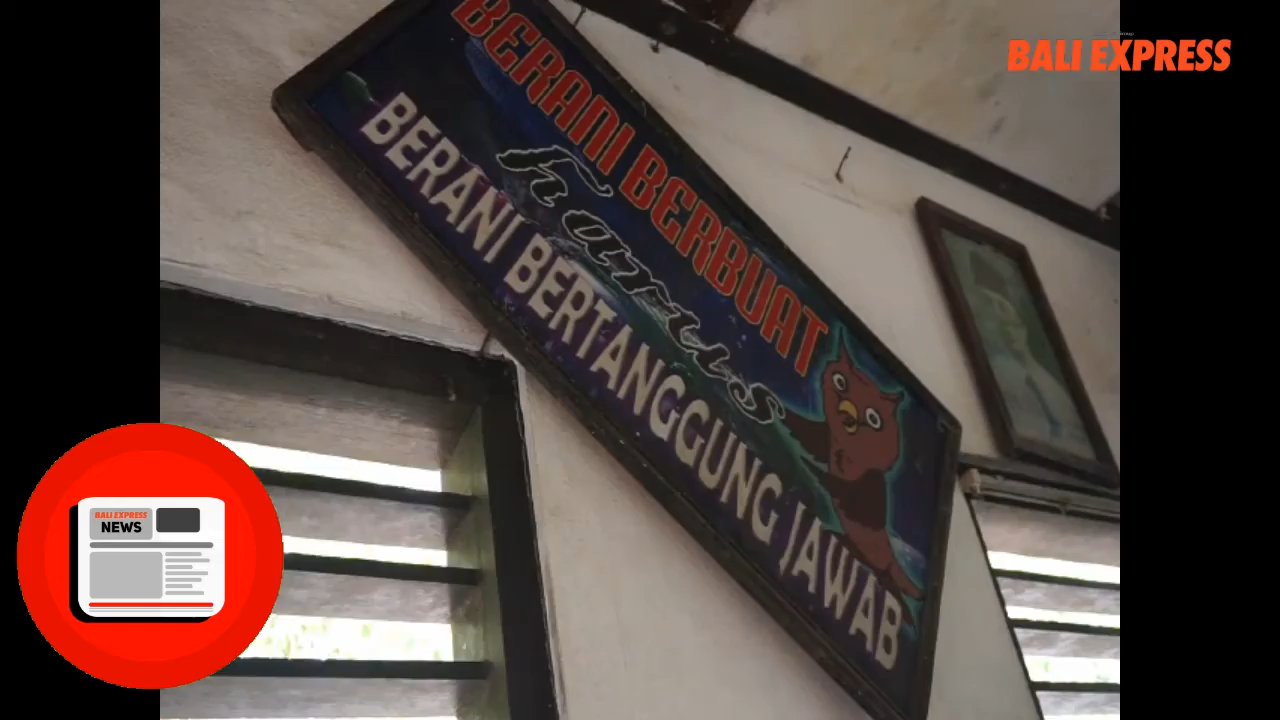 BALI EXPRESS
BERANI BERBUAT
harus
BERANI BERTANGGUNG JAWAB
BALI EXPRESS
NEWS